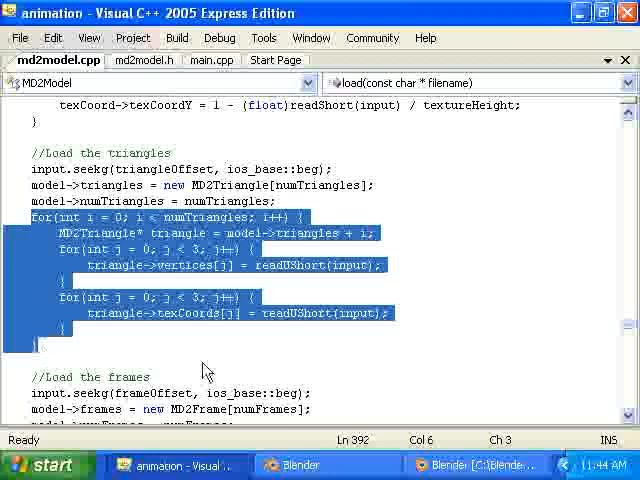 animation - Visual C++ 2005 Express Edition
File Edit View Project Build Debug Tools Window Community Help
md2model.cpp md2model.h main.cpp Start Page
MD2Model load(const char * filename)
texCoord->texCoordY = 1 - (float)readShort(input) / textureHeight;
}
//Load the triangles
input.seekg(triangleOffset, ios_base::beg);
model->triangles = new MD2Triangle[numTriangles];
model->numTriangles = numTriangles;
for(int i = 0; i < numTriangles; i++) {
MD2Triangle* triangle = model->triangles + i;
for(int j = 0; j < 3; j++) {
triangle->vertices[j] = readUShort(input);
}
for(int j = 0; j < 3; j++) {
triangle->texCoords[j] = readUShort(input);
}
}
//Load the frames
input.seekg(frameOffset, ios_base::beg);
model->frames = new MD2Frame[numFrames];
model->numFrames = numFrames;
Ready Ln 392 Col 6 Ch 3 INS
start animation - Visual ... Blender Blender [C:\Blende... 11:44 AM